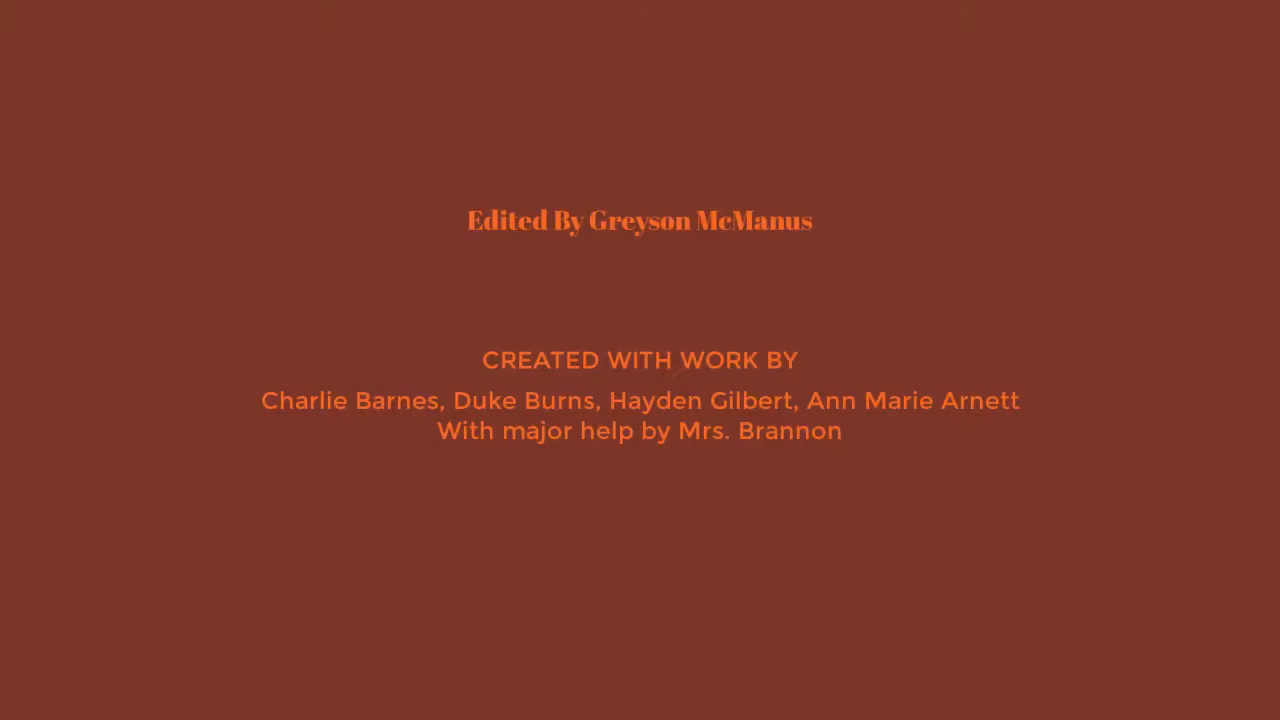 Edited By Greyson McManus
CREATED WITH WORK BY
Charlie Barnes, Duke Burns, Hayden Gilbert, Ann Marie Arnett
With major help by Mrs. Brannon